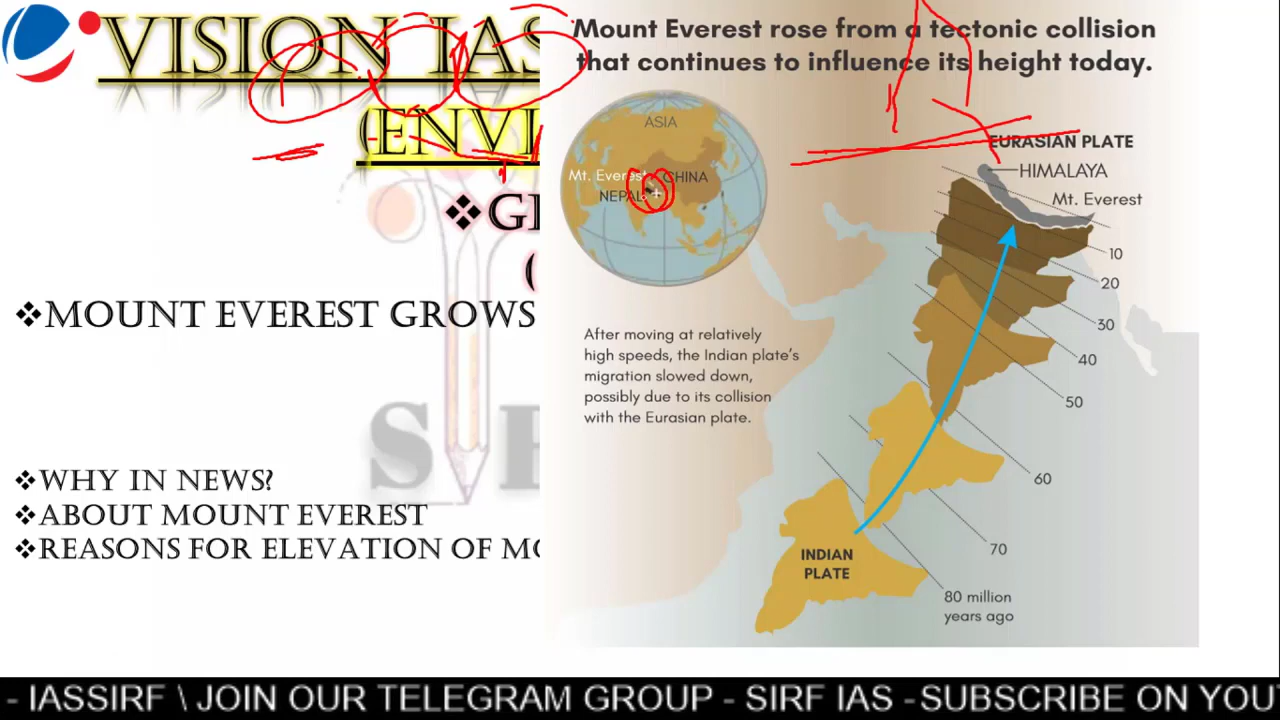 VISION IAS
(ENVI
❖GE
(
❖MOUNT EVEREST GROWS
❖WHY IN NEWS?
❖ABOUT MOUNT EVEREST
❖REASONS FOR ELEVATION OF MO
S
Mount Everest rose from a tectonic collision
that continues to influence its height today.
ASIA
Mt. Everest
CHINA
NEPAL
EURASIAN PLATE
HIMALAYA
Mt. Everest
10
20
30
40
50
60
70
80 million
years ago
After moving at relatively
high speeds, the Indian plate's
migration slowed down,
possibly due to its collision
with the Eurasian plate.
INDIAN
PLATE
- IASSIRF \ JOIN OUR TELEGRAM GROUP - SIRF IAS -SUBSCRIBE ON YOU